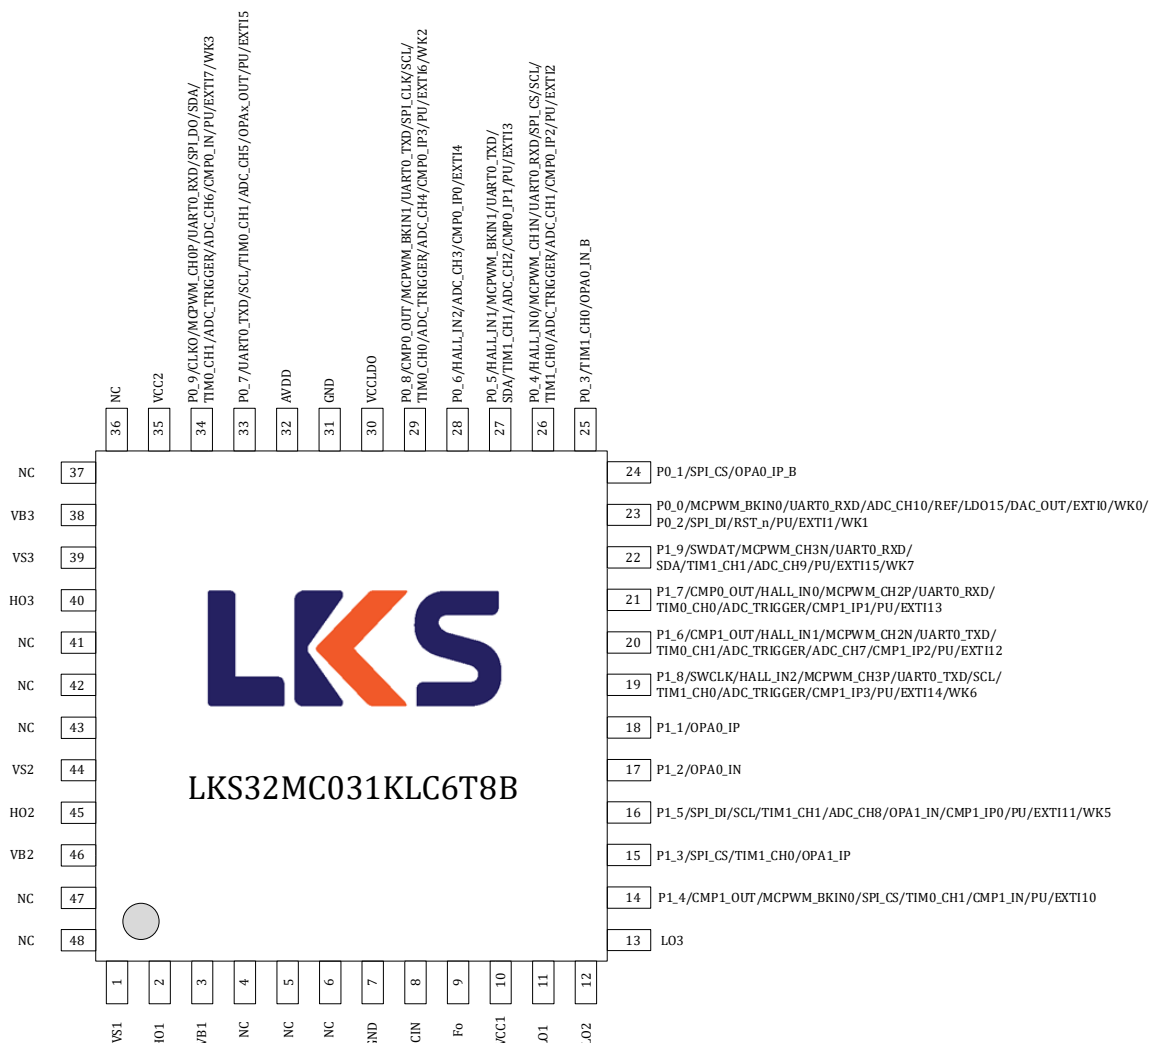 NC
36
VCC2
35
P0_9/CLKO/MCPWM_CH0P/UART0_RXD/SPI_DO/SDA/
TIM0_CH1/ADC_TRIGGER/ADC_CH6/CMP0_IN/PU/EXTI7/WK3
34
P0_7/UART0_TXD/SCL/TIM0_CH1/ADC_CH5/OPAx_OUT/PU/EXTI5
33
AVDD
32
GND
31
VCCLDO
30
P0_8/CMP0_OUT/MCPWM_BKIN1/UART0_TXD/SPI_CLK/SCL/
TIM0_CH0/ADC_TRIGGER/ADC_CH4/CMP0_IP3/PU/EXTI6/WK2
29
P0_6/HALL_IN2/ADC_CH3/CMP0_IP0/EXTI4
28
P0_5/HALL_IN1/MCPWM_BKIN1/UART0_TXD/
SDA/TIM1_CH1/ADC_CH2/CMP0_IP1/PU/EXTI3
27
P0_4/HALL_IN0/MCPWM_CH1N/UART0_RXD/SPI_CS/SCL/
TIM1_CH0/ADC_TRIGGER/ADC_CH1/CMP0_IP2/PU/EXTI2
26
P0_3/TIM1_CH0/OPA0_IN_B
25
NC 37
VB3 38
VS3 39
HO3 40
NC 41
NC 42
NC 43
VS2 44
HO2 45
VB2 46
NC 47
NC 48
LKS
LKS32MC031KLC6T8B
24 P0_1/SPI_CS/OPA0_IP_B
23 P0_0/MCPWM_BKIN0/UART0_RXD/ADC_CH10/REF/LDO15/DAC_OUT/EXTI0/WK0/
P0_2/SPI_DI/RST_n/PU/EXTI1/WK1
22 P1_9/SWDAT/MCPWM_CH3N/UART0_RXD/
SDA/TIM1_CH1/ADC_CH9/PU/EXTI15/WK7
21 P1_7/CMP0_OUT/HALL_IN0/MCPWM_CH2P/UART0_RXD/
TIM0_CH0/ADC_TRIGGER/CMP1_IP1/PU/EXTI13
20 P1_6/CMP1_OUT/HALL_IN1/MCPWM_CH2N/UART0_TXD/
TIM0_CH1/ADC_TRIGGER/ADC_CH7/CMP1_IP2/PU/EXTI12
19 P1_8/SWCLK/HALL_IN2/MCPWM_CH3P/UART0_TXD/SCL/
TIM1_CH0/ADC_TRIGGER/CMP1_IP3/PU/EXTI14/WK6
18 P1_1/OPA0_IP
17 P1_2/OPA0_IN
16 P1_5/SPI_DI/SCL/TIM1_CH1/ADC_CH8/OPA1_IN/CMP1_IP0/PU/EXTI11/WK5
15 P1_3/SPI_CS/TIM1_CH0/OPA1_IP
14 P1_4/CMP1_OUT/MCPWM_BKIN0/SPI_CS/TIM0_CH1/CMP1_IN/PU/EXTI10
13 LO3
1
VS1
2
HO1
3
VB1
4
NC
5
NC
6
NC
7
GND
8
CIN
9
Fo
10
VCC1
11
LO1
12
LO2